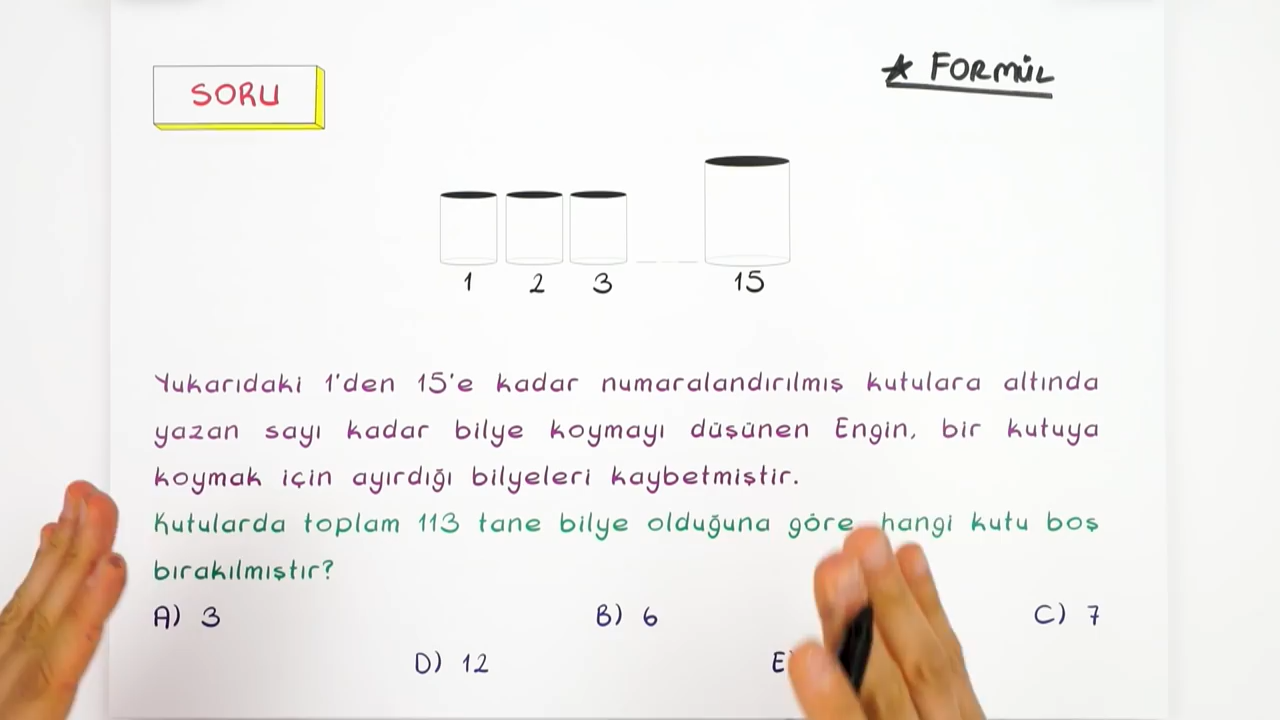 SORU
★ FORMÜL
1 2 3 15
Yukarıdaki 1'den 15'e kadar numaralandırılmış kutulara altında
yazan sayı kadar bilye koymayı düşünen Engin, bir kutuya
koymak için ayırdığı bilyeleri kaybetmiştir.
Kutularda toplam 113 tane bilye olduğuna göre hangi kutu boş
bırakılmıştır?
A) 3 B) 6 C) 7
D) 12 E)